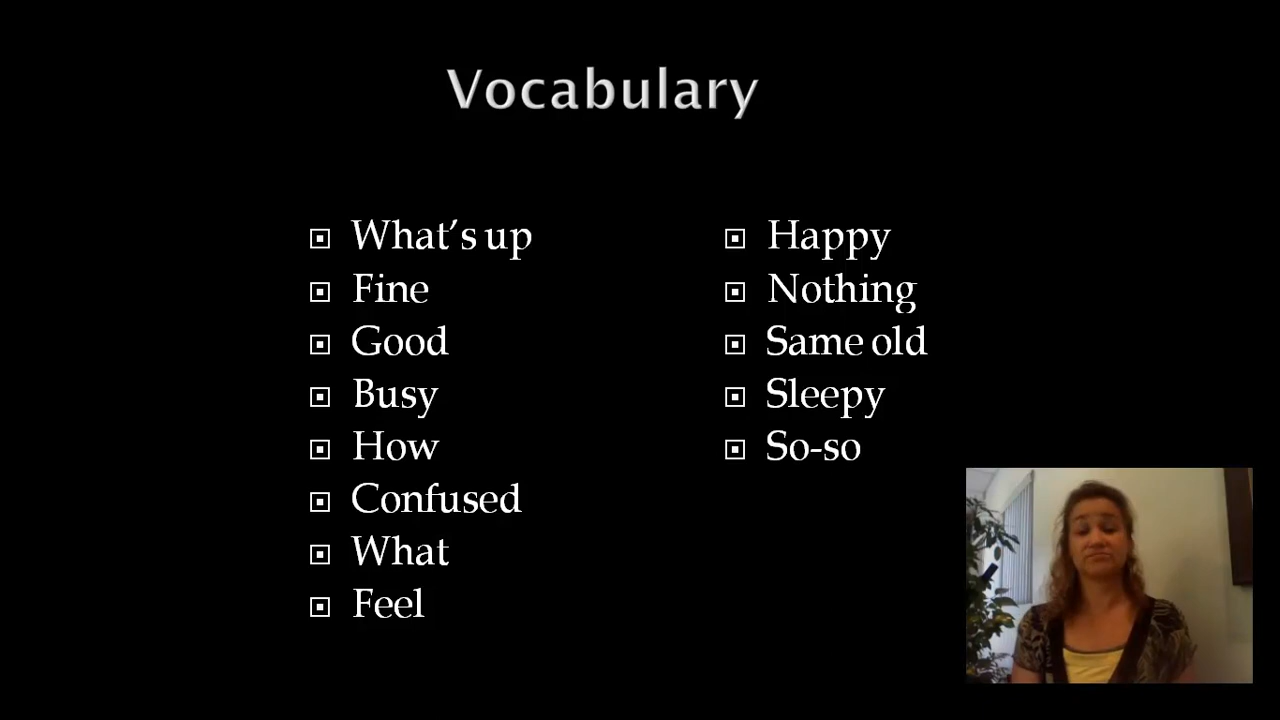 Vocabulary
What’s up
Fine
Good
Busy
How
Confused
What
Feel
Happy
Nothing
Same old
Sleepy
So-so